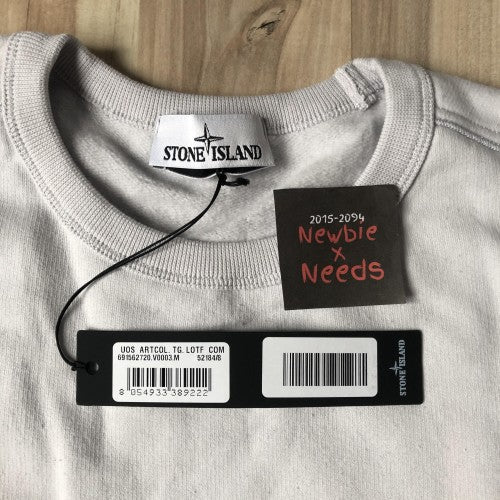 STONE ISLAND
2015-2094
Newbie
x
Needs
UOS ARTCOL. TG. LOTF COM
691562720.V0003.M 52184/8
8 054933 389222
STONE ISLAND